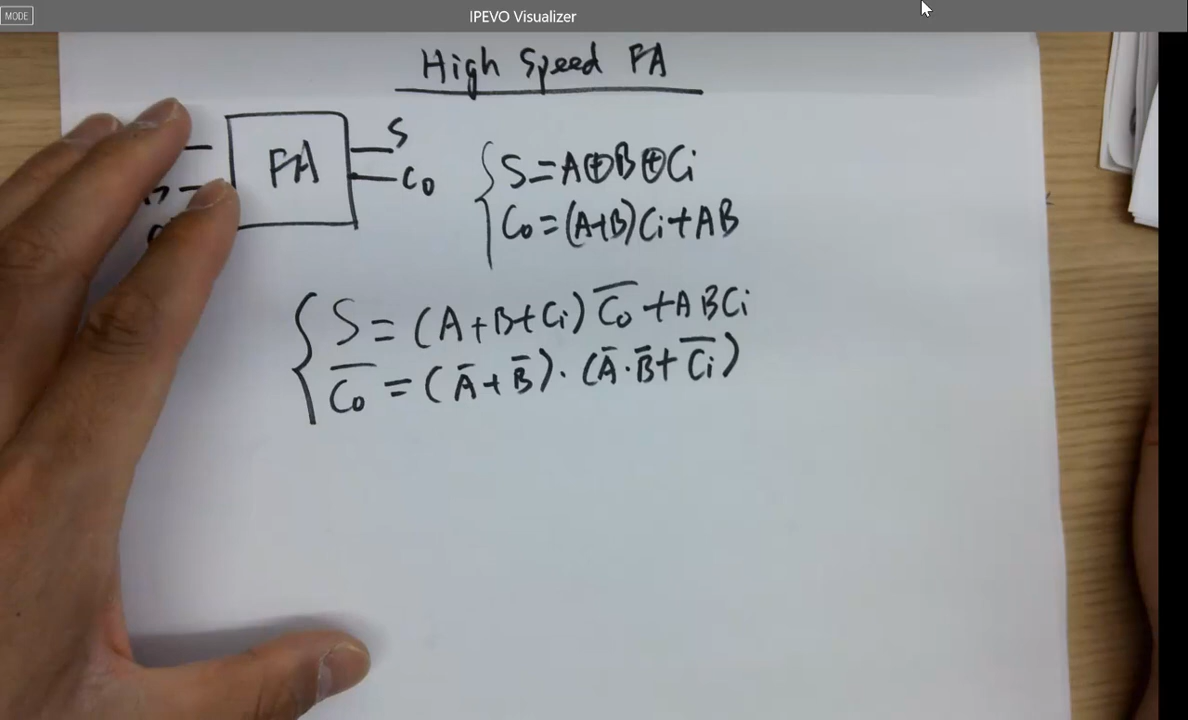 MODE
IPEVO Visualizer
High Speed FA
FA
S
Co
S=A⊕B⊕Ci
Co=(A+B)Ci+AB
S = (A+B+Ci) C̅o̅ + ABCi
C̅o̅ = (A̅+B̅)·(A̅·B̅+C̅i̅)